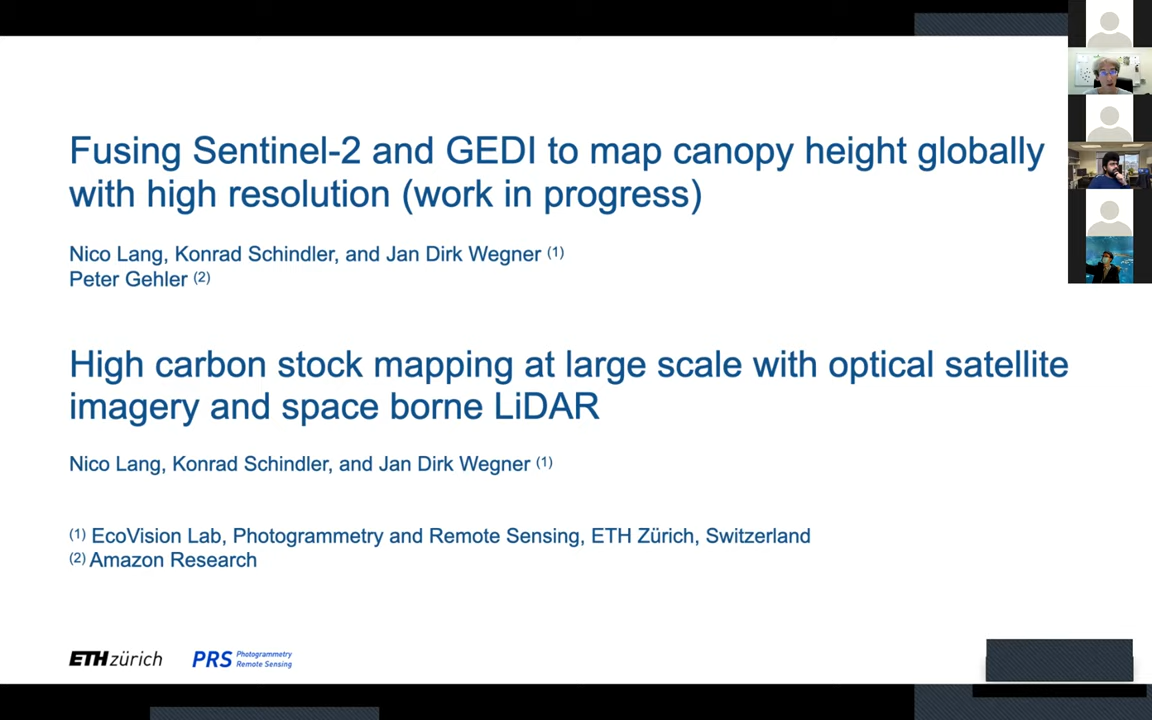 Fusing Sentinel-2 and GEDI to map canopy height globally
with high resolution (work in progress)
Nico Lang, Konrad Schindler, and Jan Dirk Wegner (1)
Peter Gehler (2)
High carbon stock mapping at large scale with optical satellite
imagery and space borne LiDAR
Nico Lang, Konrad Schindler, and Jan Dirk Wegner (1)
(1) EcoVision Lab, Photogrammetry and Remote Sensing, ETH Zürich, Switzerland
(2) Amazon Research
ETH zürich
PRS Photogrammetry
Remote Sensing